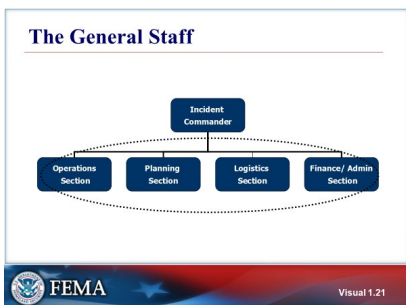 The General Staff
Incident
Commander
Operations
Section
Planning
Section
Logistics
Section
Finance/ Admin
Section
FEMA
Visual 1.21